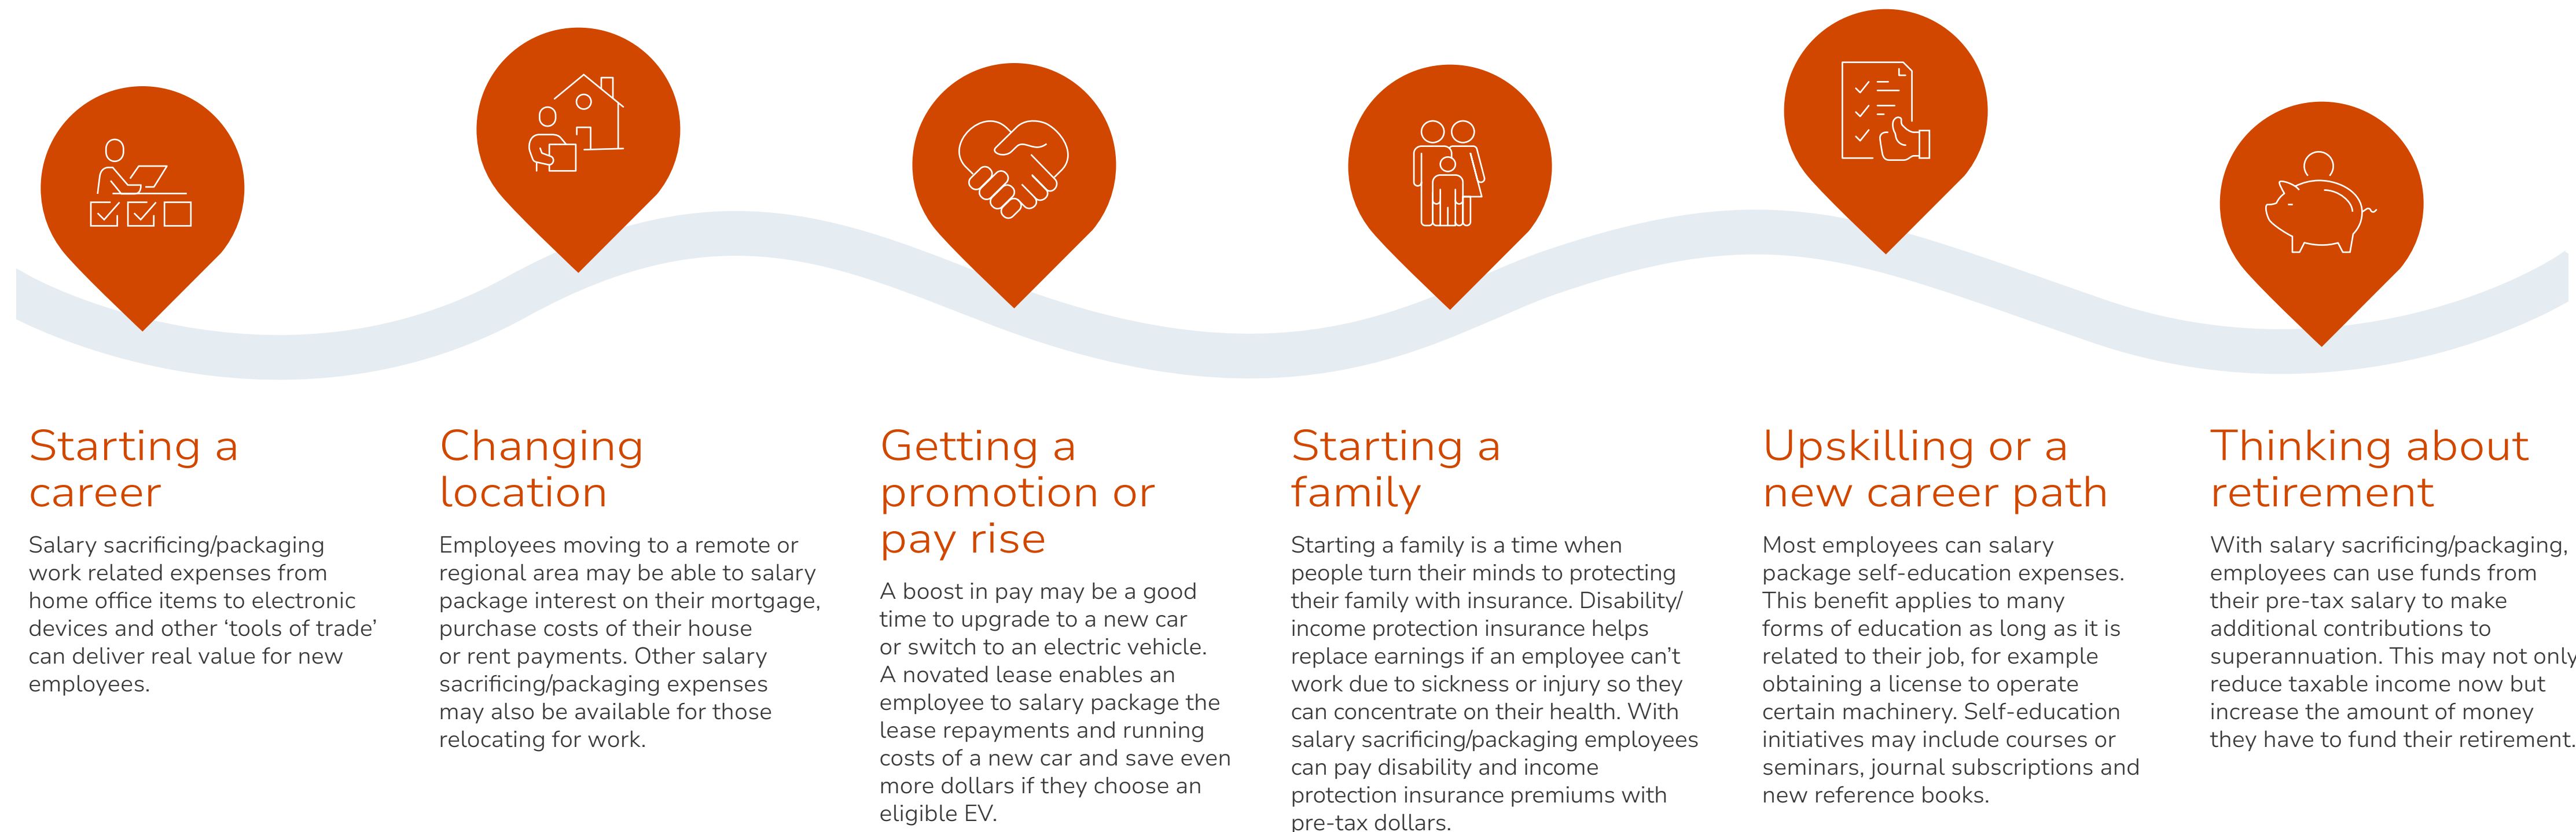 Starting a
career
Salary sacrificing/packaging
work related expenses from
home office items to electronic
devices and other ‘tools of trade’
can deliver real value for new
employees.
Changing
location
Employees moving to a remote or
regional area may be able to salary
package interest on their mortgage,
purchase costs of their house
or rent payments. Other salary
sacrificing/packaging expenses
may also be available for those
relocating for work.
Getting a
promotion or
pay rise
A boost in pay may be a good
time to upgrade to a new car
or switch to an electric vehicle.
A novated lease enables an
employee to salary package the
lease repayments and running
costs of a new car and save even
more dollars if they choose an
eligible EV.
Starting a
family
Starting a family is a time when
people turn their minds to protecting
their family with insurance. Disability/
income protection insurance helps
replace earnings if an employee can’t
work due to sickness or injury so they
can concentrate on their health. With
salary sacrificing/packaging employees
can pay disability and income
protection insurance premiums with
pre-tax dollars.
Upskilling or a
new career path
Most employees can salary
package self-education expenses.
This benefit applies to many
forms of education as long as it is
related to their job, for example
obtaining a license to operate
certain machinery. Self-education
initiatives may include courses or
seminars, journal subscriptions and
new reference books.
Thinking about
retirement
With salary sacrificing/packaging,
employees can use funds from
their pre-tax salary to make
additional contributions to
superannuation. This may not only
reduce taxable income now but
increase the amount of money
they have to fund their retirement.